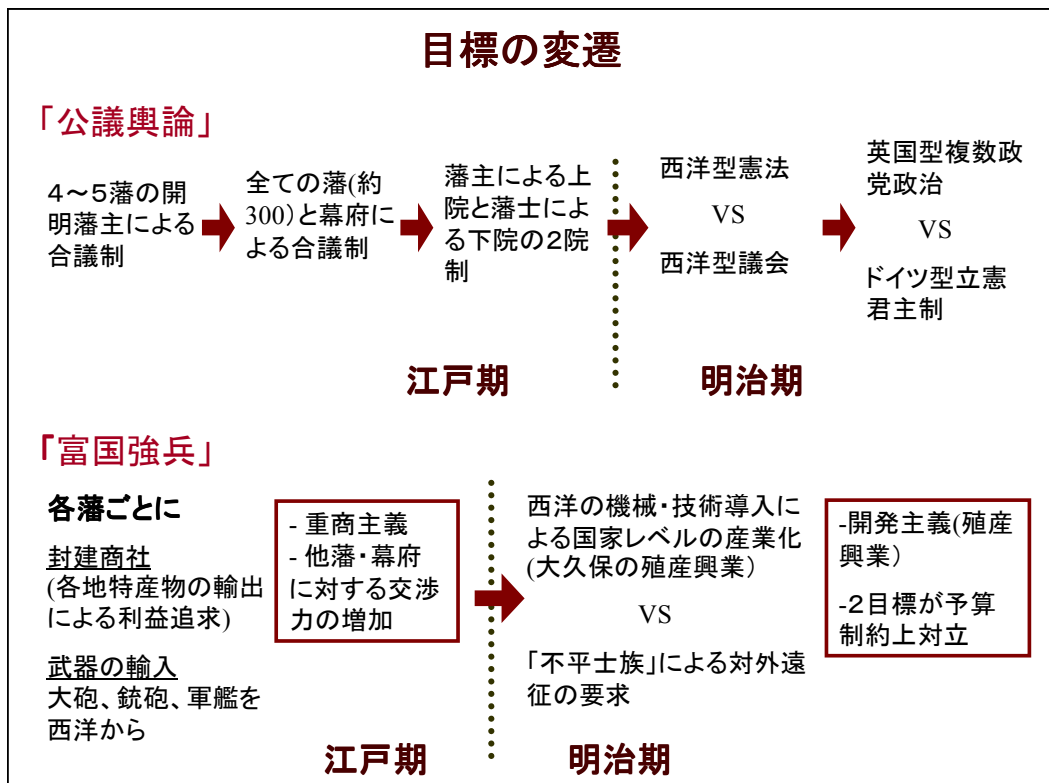 目標の変遷
「公議輿論」
4～5藩の開
明藩主による
合議制
全ての藩(約
300)と幕府に
よる合議制
藩主による上
院と藩士によ
る下院の2院
制
西洋型憲法
VS
西洋型議会
英国型複数政
党政治
VS
ドイツ型立憲
君主制
江戸期
明治期
「富国強兵」
各藩ごとに
封建商社
(各地特産物の輸出
による利益追求)
武器の輸入
大砲、銃砲、軍艦を
西洋から
- 重商主義
- 他藩・幕府
に対する交渉
力の増加
西洋の機械・技術導入に
よる国家レベルの産業化
(大久保の殖産興業)
VS
「不平士族」による対外遠
征の要求
-開発主義(殖産
興業)
-2目標が予算
制約上対立
江戸期
明治期